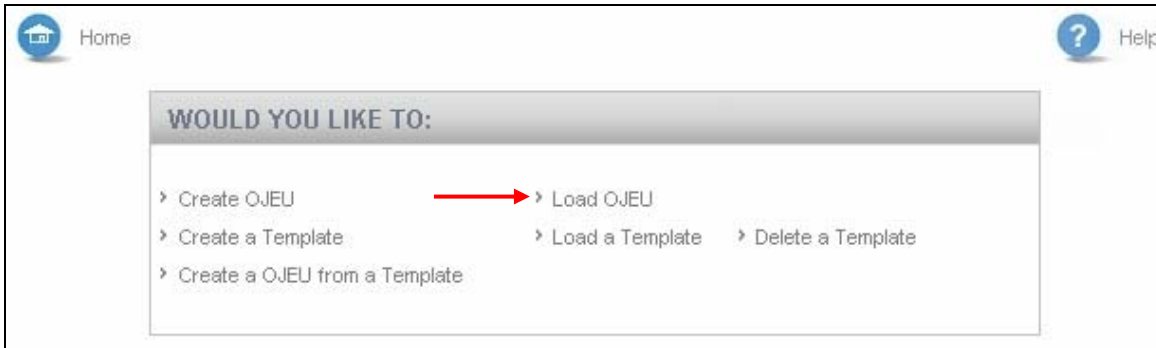 Home
Help
WOULD YOU LIKE TO:
Create OJEU
Load OJEU
Create a Template
Load a Template
Delete a Template
Create a OJEU from a Template